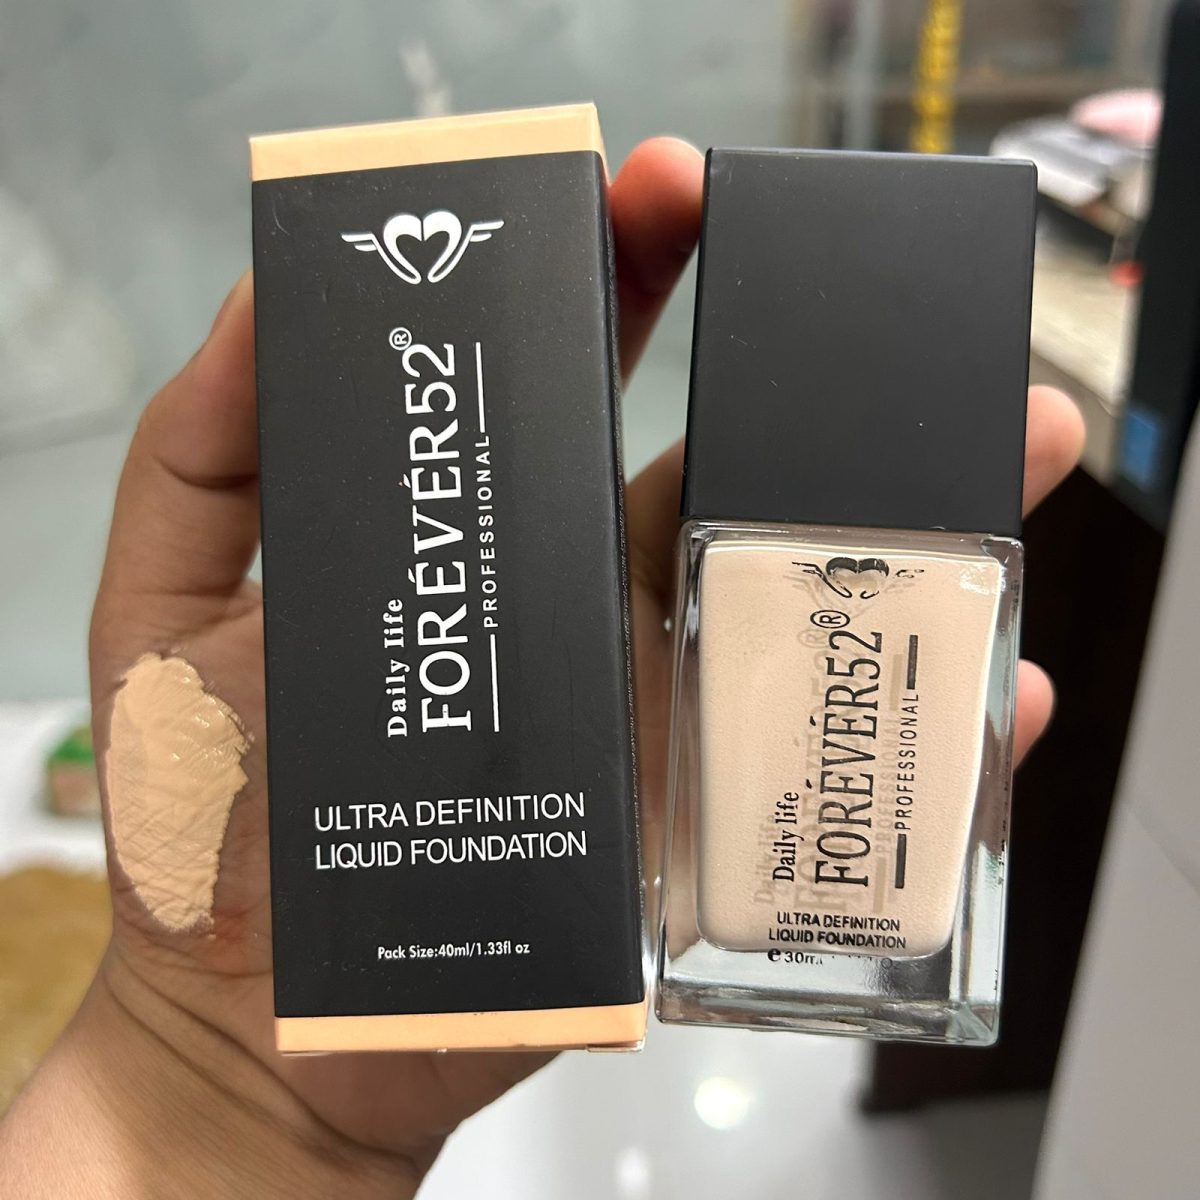 Daily life
FORÉVÉR52®
PROFESSIONAL
ULTRA DEFINITION
LIQUID FOUNDATION
Pack Size:40ml/1.33fl oz
Daily life
FORÉVÉR52®
PROFESSIONAL
ULTRA DEFINITION
LIQUID FOUNDATION
e 30m